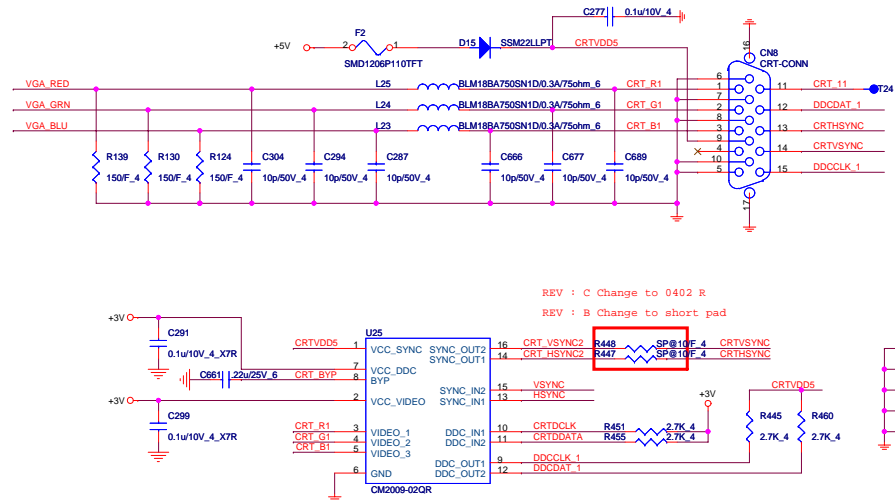 C277 0.1u/10V_4
F2 D15 SSM22LLPT CRTVDD5
+5V 2 1
SMD1206P110TFT
16
CN8
CRT-CONN
VGA_RED L25 BLM18BA750SN1D/0.3A/75ohm_6 CRT_R1 6 1 11 CRT_11 T24
VGA_GRN L24 BLM18BA750SN1D/0.3A/75ohm_6 CRT_G1 7 2 12 DDCDAT_1
VGA_BLU L23 BLM18BA750SN1D/0.3A/75ohm_6 CRT_B1 8 3 13 CRTHSYNC
9 4 14 CRTVSYNC
10 5 15 DDCCLK_1
R139 R130 R124 C304 C294 C287 C666 C677 C689
150/F_4 150/F_4 150/F_4 10p/50V_4 10p/50V_4 10p/50V_4 10p/50V_4 10p/50V_4 10p/50V_4
17
REV : C Change to 0402 R
REV : B Change to short pad
+3V
C291
0.1u/10V_4_X7R
C661 .22u/25V_6 CRT_BYP
+3V
C299
0.1u/10V_4_X7R
U25
CRTVDD5 1 VCC_SYNC
7 VCC_DDC
8 BYP
2 VCC_VIDEO
CRT_R1 3 VIDEO_1
CRT_G1 4 VIDEO_2
CRT_B1 5 VIDEO_3
6 GND
SYNC_OUT2 16 CRT_VSYNC2 R448 SP@10/F_4 CRTVSYNC
SYNC_OUT1 14 CRT_HSYNC2 R447 SP@10/F_4 CRTHSYNC
SYNC_IN2 15 VSYNC
SYNC_IN1 13 HSYNC
DDC_IN1 10 CRTDCLK R451 2.7K_4
DDC_IN2 11 CRTDDATA R455 2.7K_4
DDC_OUT1 9 DDCCLK_1
DDC_OUT2 12 DDCDAT_1
CM2009-02QR
+3V
CRTVDD5
R445 R460
2.7K_4 2.7K_4